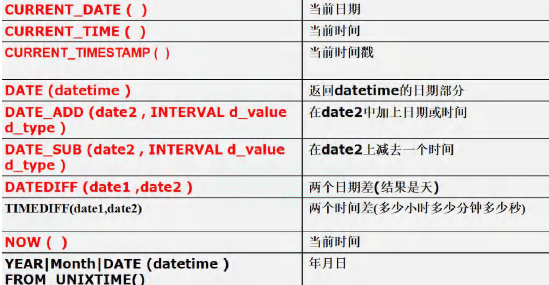 CURRENT_DATE ( ) 当前日期
CURRENT_TIME ( ) 当前时间
CURRENT_TIMESTAMP ( ) 当前时间戳
DATE (datetime ) 返回datetime的日期部分
DATE_ADD (date2 , INTERVAL d_value 在date2中加上日期或时间
d_type )
DATE_SUB (date2 , INTERVAL d_value 在date2上减去一个时间
d_type )
DATEDIFF (date1 ,date2 ) 两个日期差(结果是天)
TIMEDIFF(date1,date2) 两个时间差(多少小时多少分钟多少秒)
NOW ( ) 当前时间
YEAR|Month|DATE (datetime ) 年月日
FROM_UNIXTIME()